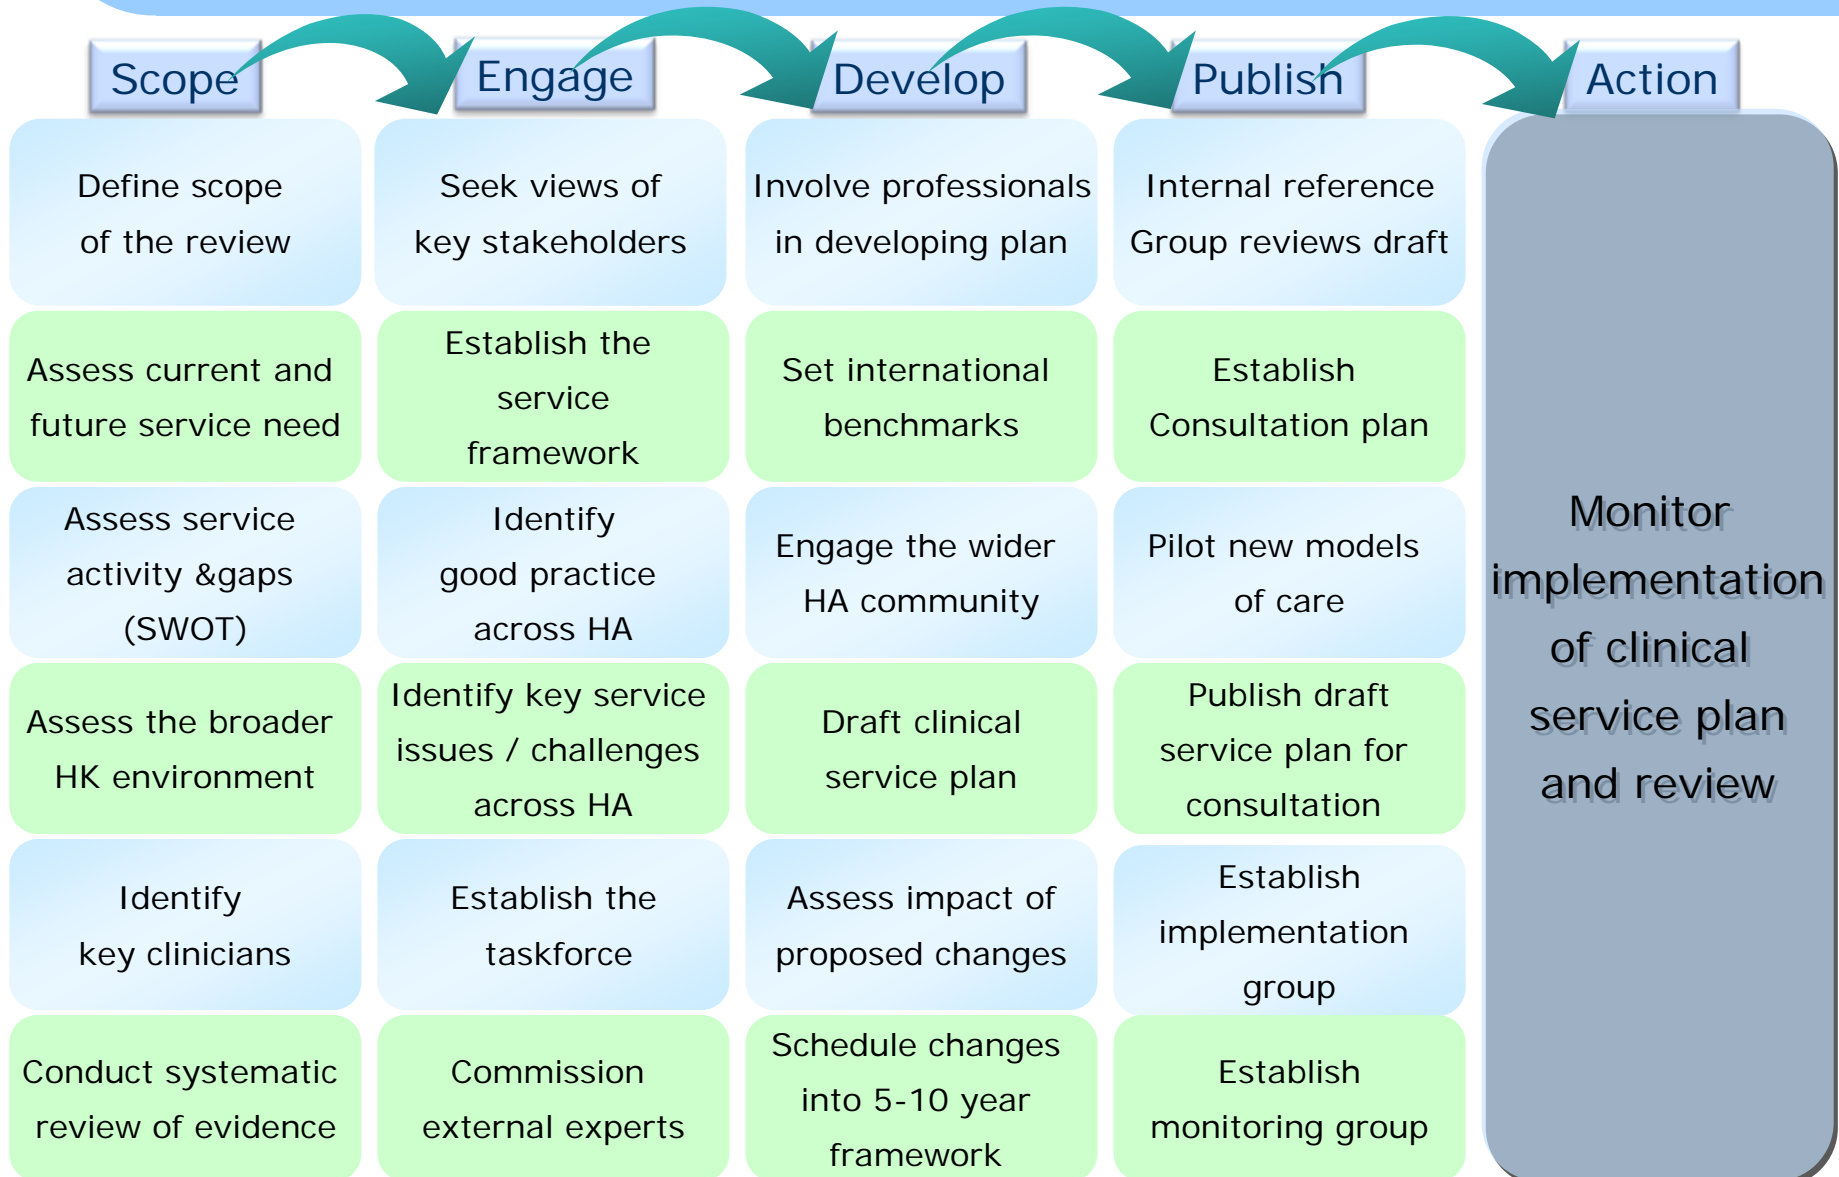 Scope
Engage
Develop
Publish
Action
Define scope
of the review
Seek views of
key stakeholders
Involve professionals
in developing plan
Internal reference
Group reviews draft
Assess current and
future service need
Establish the
service
framework
Set international
benchmarks
Establish
Consultation plan
Assess service
activity &gaps
(SWOT)
Identify
good practice
across HA
Engage the wider
HA community
Pilot new models
of care
Assess the broader
HK environment
Identify key service
issues / challenges
across HA
Draft clinical
service plan
Publish draft
service plan for
consultation
Identify
key clinicians
Establish the
taskforce
Assess impact of
proposed changes
Establish
implementation
group
Conduct systematic
review of evidence
Commission
external experts
Schedule changes
into 5-10 year
framework
Establish
monitoring group
Monitor
implementation
of clinical
service plan
and review